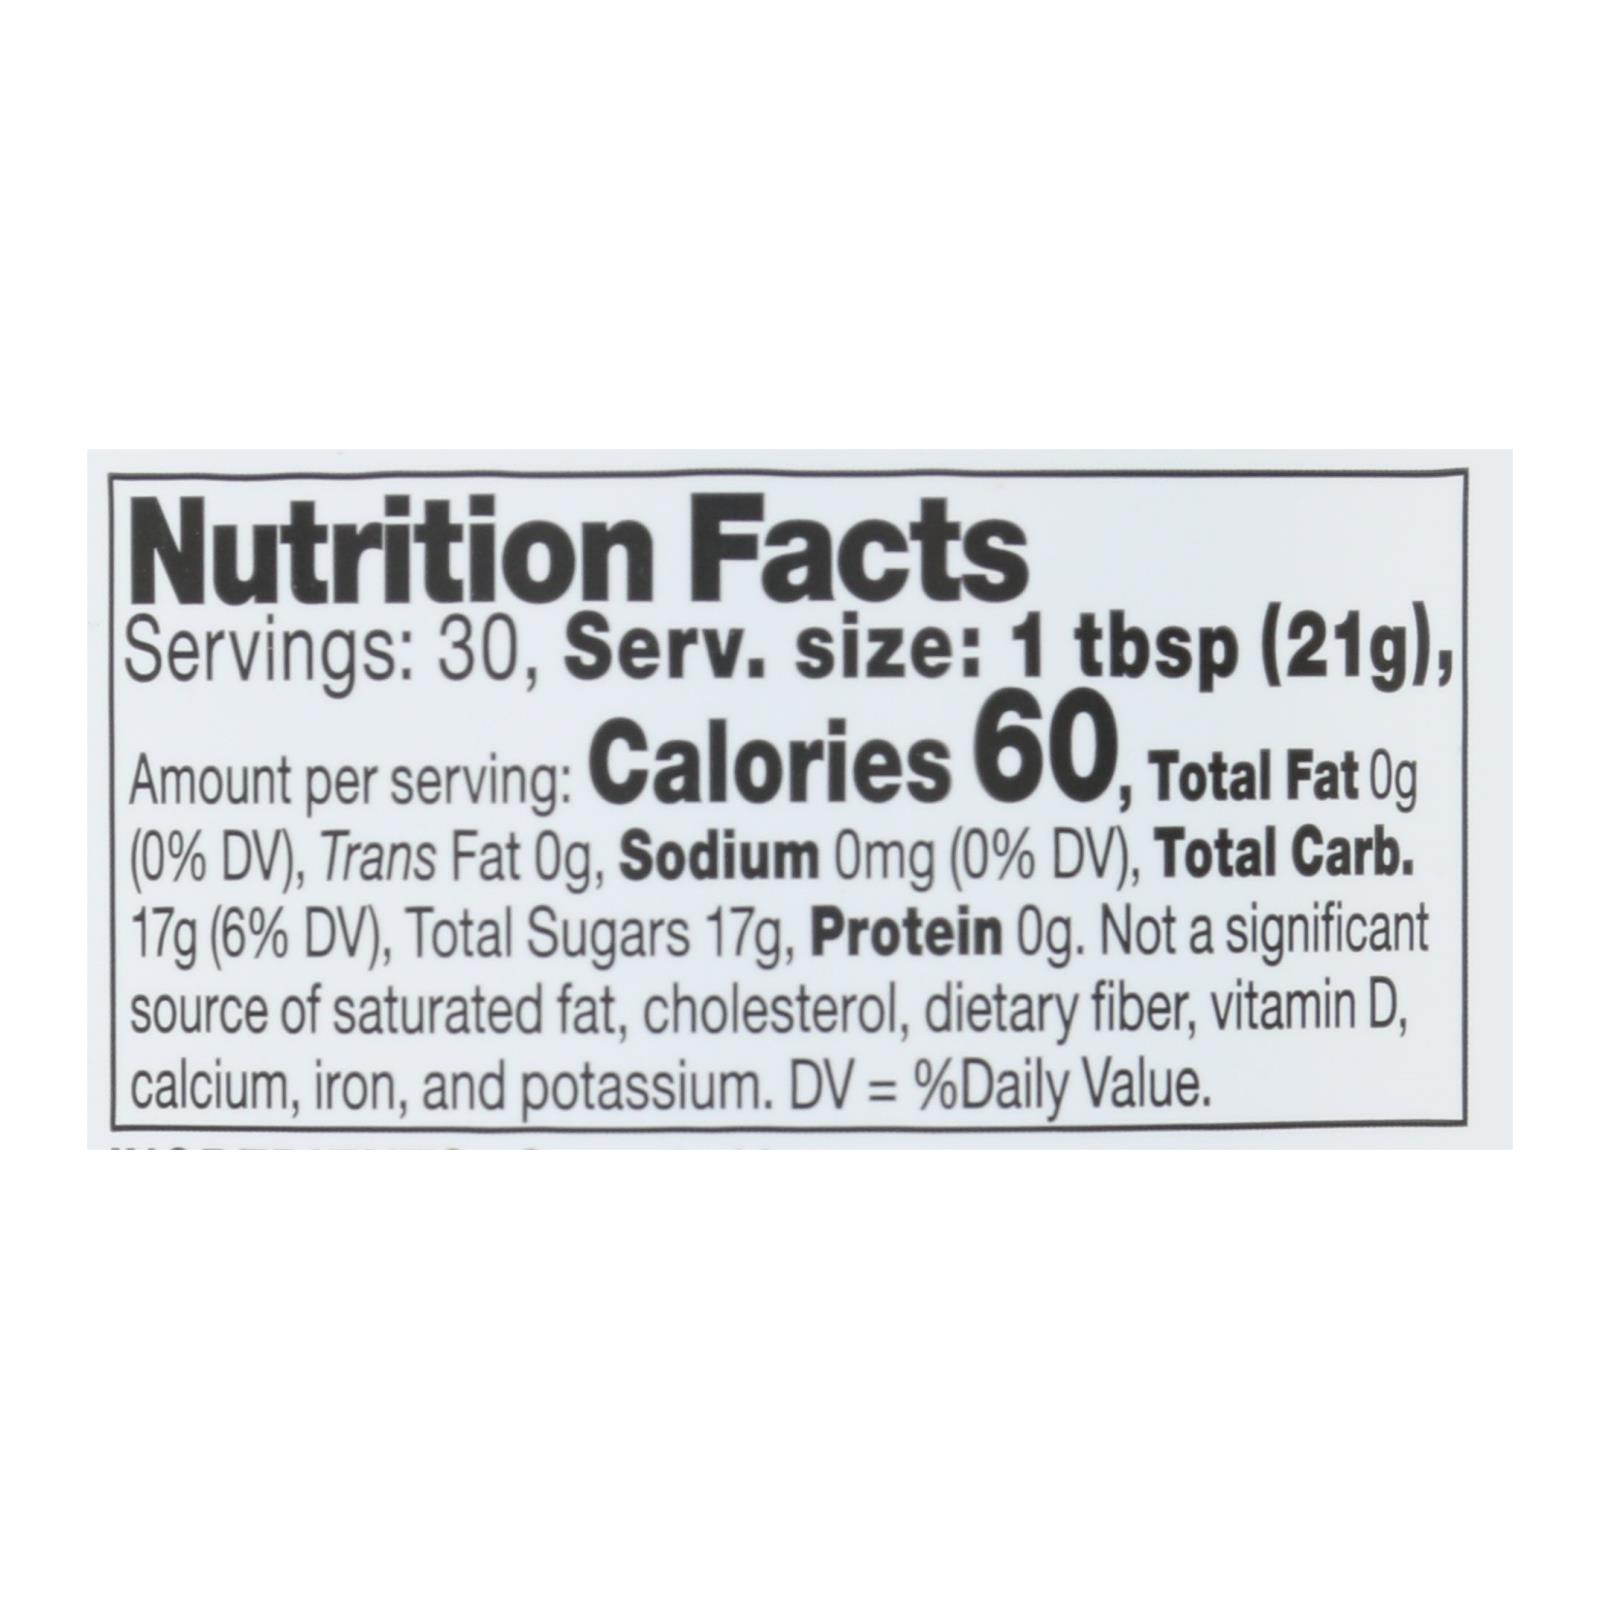 Nutrition Facts
Servings: 30, Serv. size: 1 tbsp (21g),
Amount per serving: Calories 60, Total Fat 0g
(0% DV), Trans Fat 0g, Sodium 0mg (0% DV), Total Carb.
17g (6% DV), Total Sugars 17g, Protein 0g. Not a significant
source of saturated fat, cholesterol, dietary fiber, vitamin D,
calcium, iron, and potassium. DV = %Daily Value.